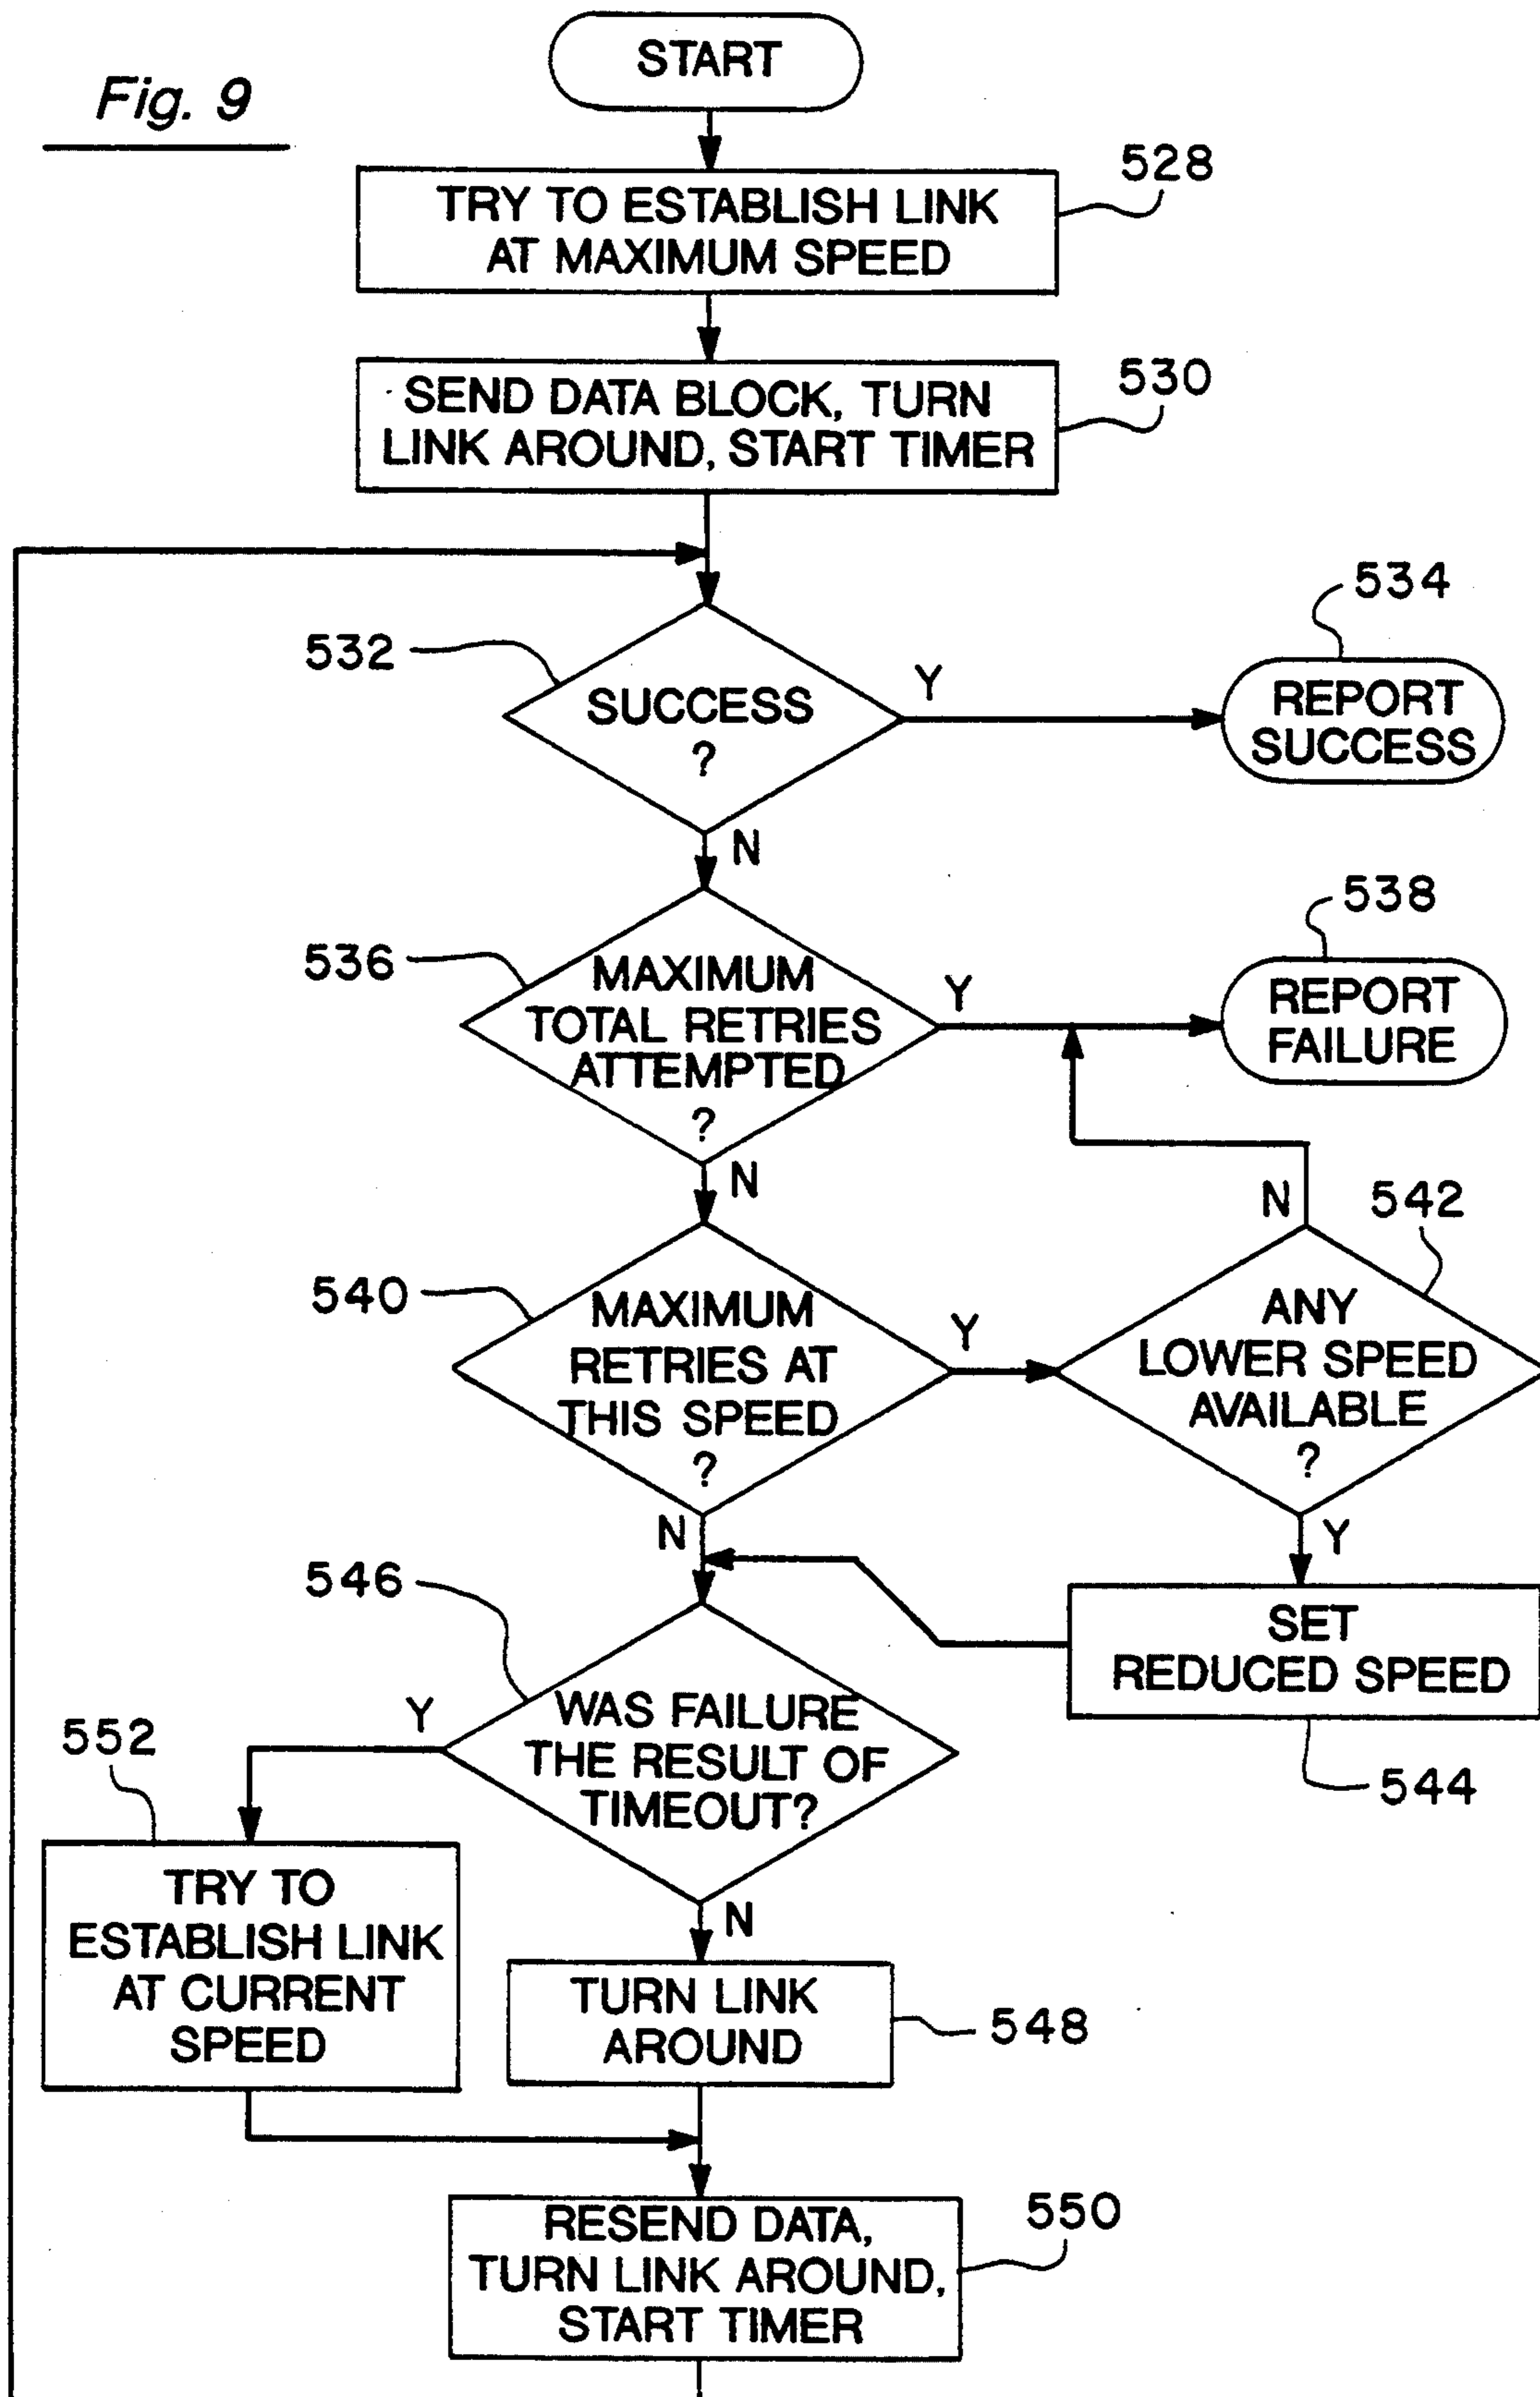 Fig. 9
START
528
TRY TO ESTABLISH LINK
AT MAXIMUM SPEED
530
SEND DATA BLOCK, TURN
LINK AROUND, START TIMER
532
SUCCESS
?
Y
534
REPORT
SUCCESS
N
536
MAXIMUM
TOTAL RETRIES
ATTEMPTED
?
Y
538
REPORT
FAILURE
N
540
MAXIMUM
RETRIES AT
THIS SPEED
?
Y
N
542
ANY
LOWER SPEED
AVAILABLE
?
Y
N
544
SET
REDUCED SPEED
546
WAS FAILURE
THE RESULT OF
TIMEOUT?
Y
552
TRY TO
ESTABLISH LINK
AT CURRENT
SPEED
N
TURN LINK
AROUND
548
550
RESEND DATA,
TURN LINK AROUND,
START TIMER